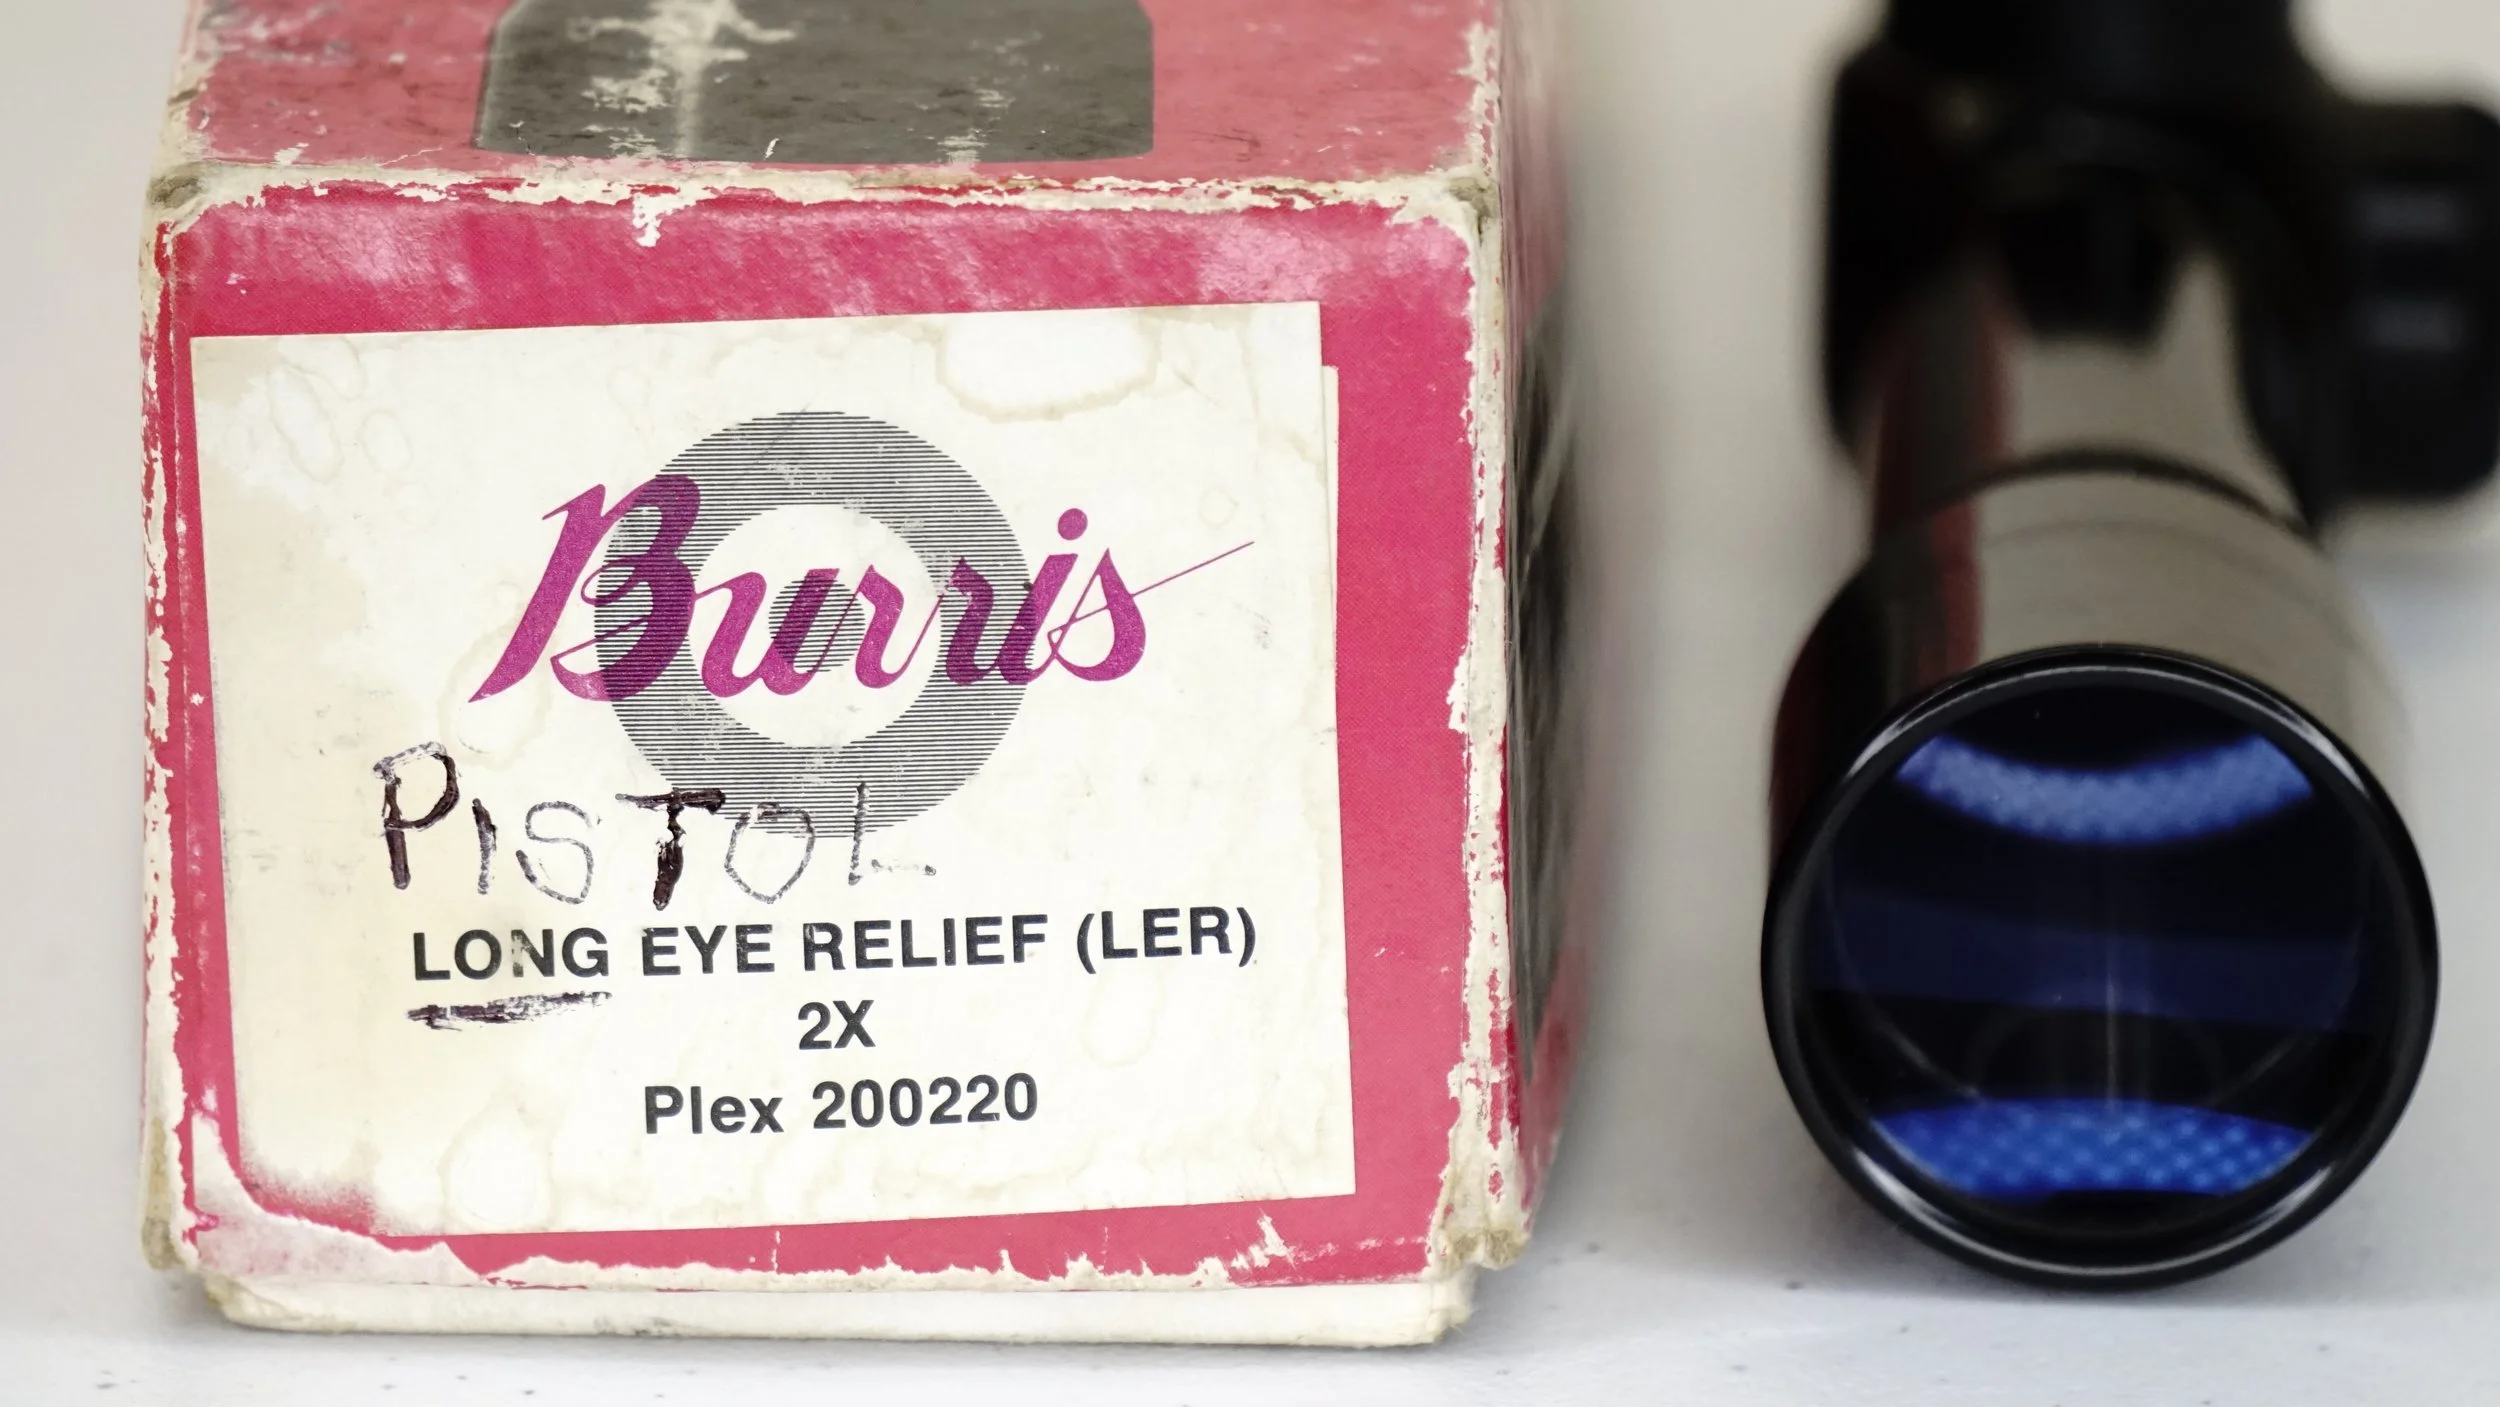 Burris
PISTOL
LONG EYE RELIEF (LER)
2X
Plex 200220